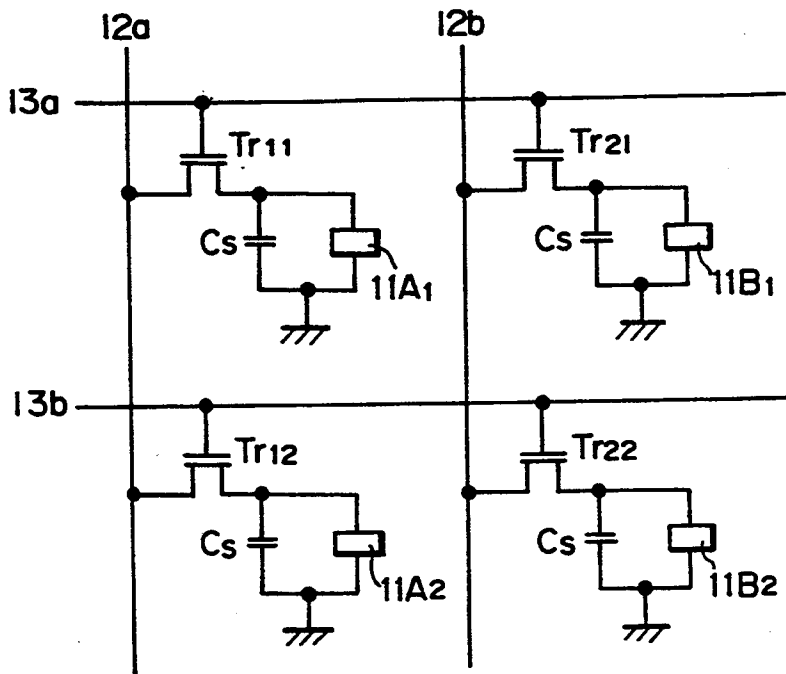 12a 12b
13a
Tr11 Tr21
Cs Cs
11A1 11B1
13b
Tr12 Tr22
Cs Cs
11A2 11B2